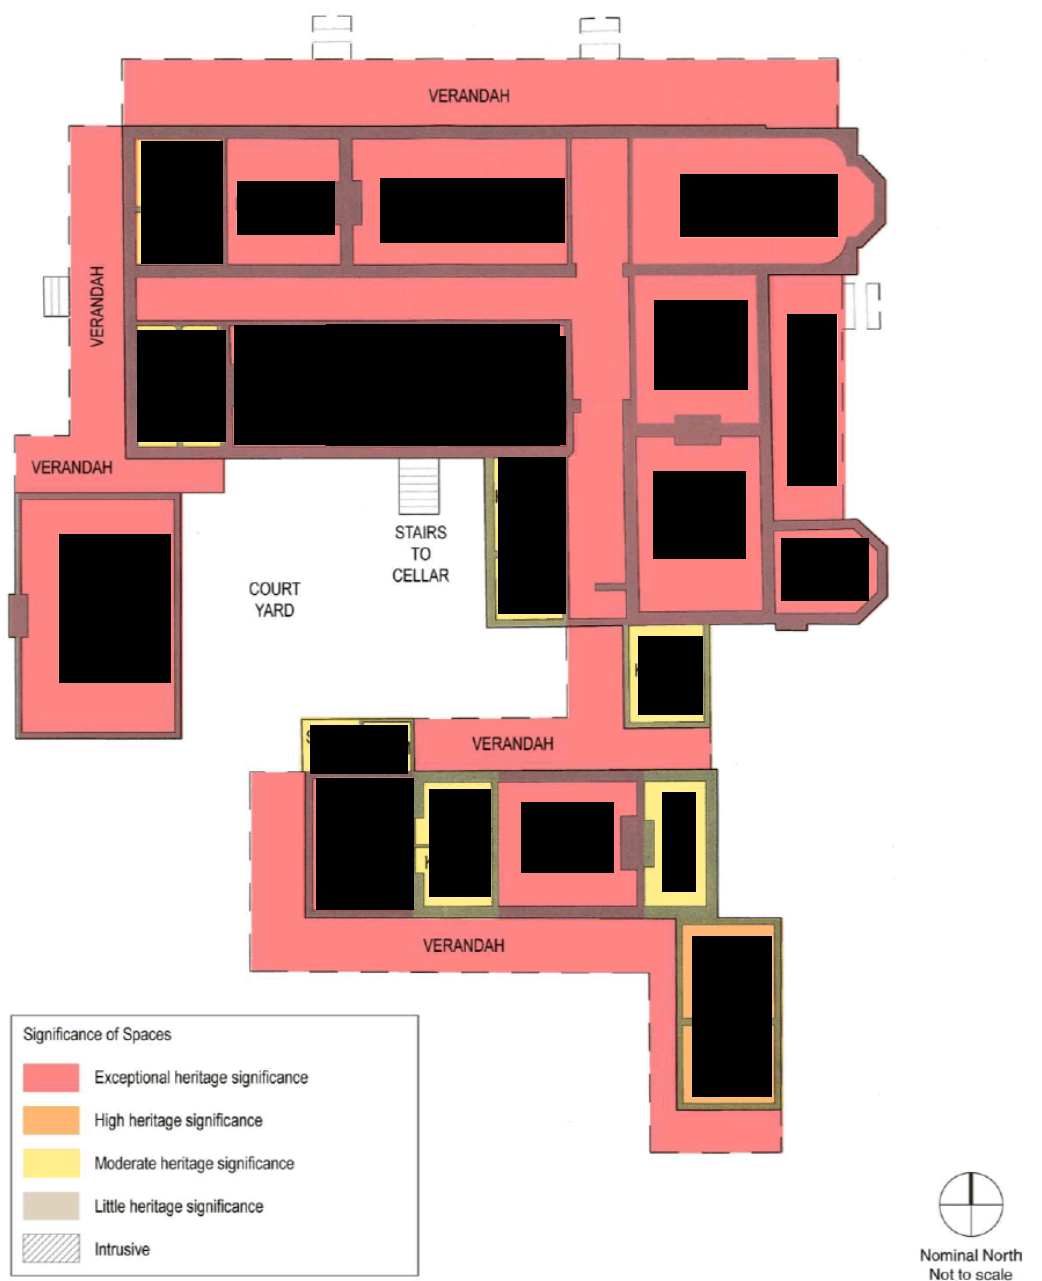 VERANDAH
VERANDAH
VERANDAH
STAIRS
TO
CELLAR
COURT
YARD
VERANDAH
VERANDAH
Significance of Spaces
Exceptional heritage significance
High heritage significance
Moderate heritage significance
Little heritage significance
Intrusive
Nominal North
Not to scale